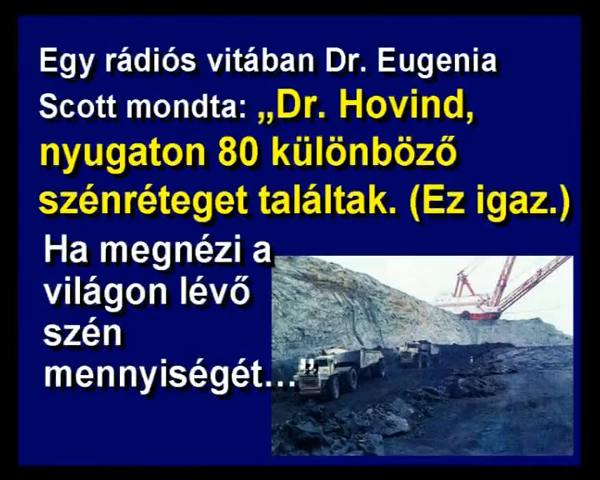 Egy rádiós vitában Dr. Eugenia
Scott mondta: „Dr. Hovind,
nyugaton 80 különböző
szénréteget találtak. (Ez igaz.)
Ha megnézi a
világon lévő
szén
mennyiségét…”